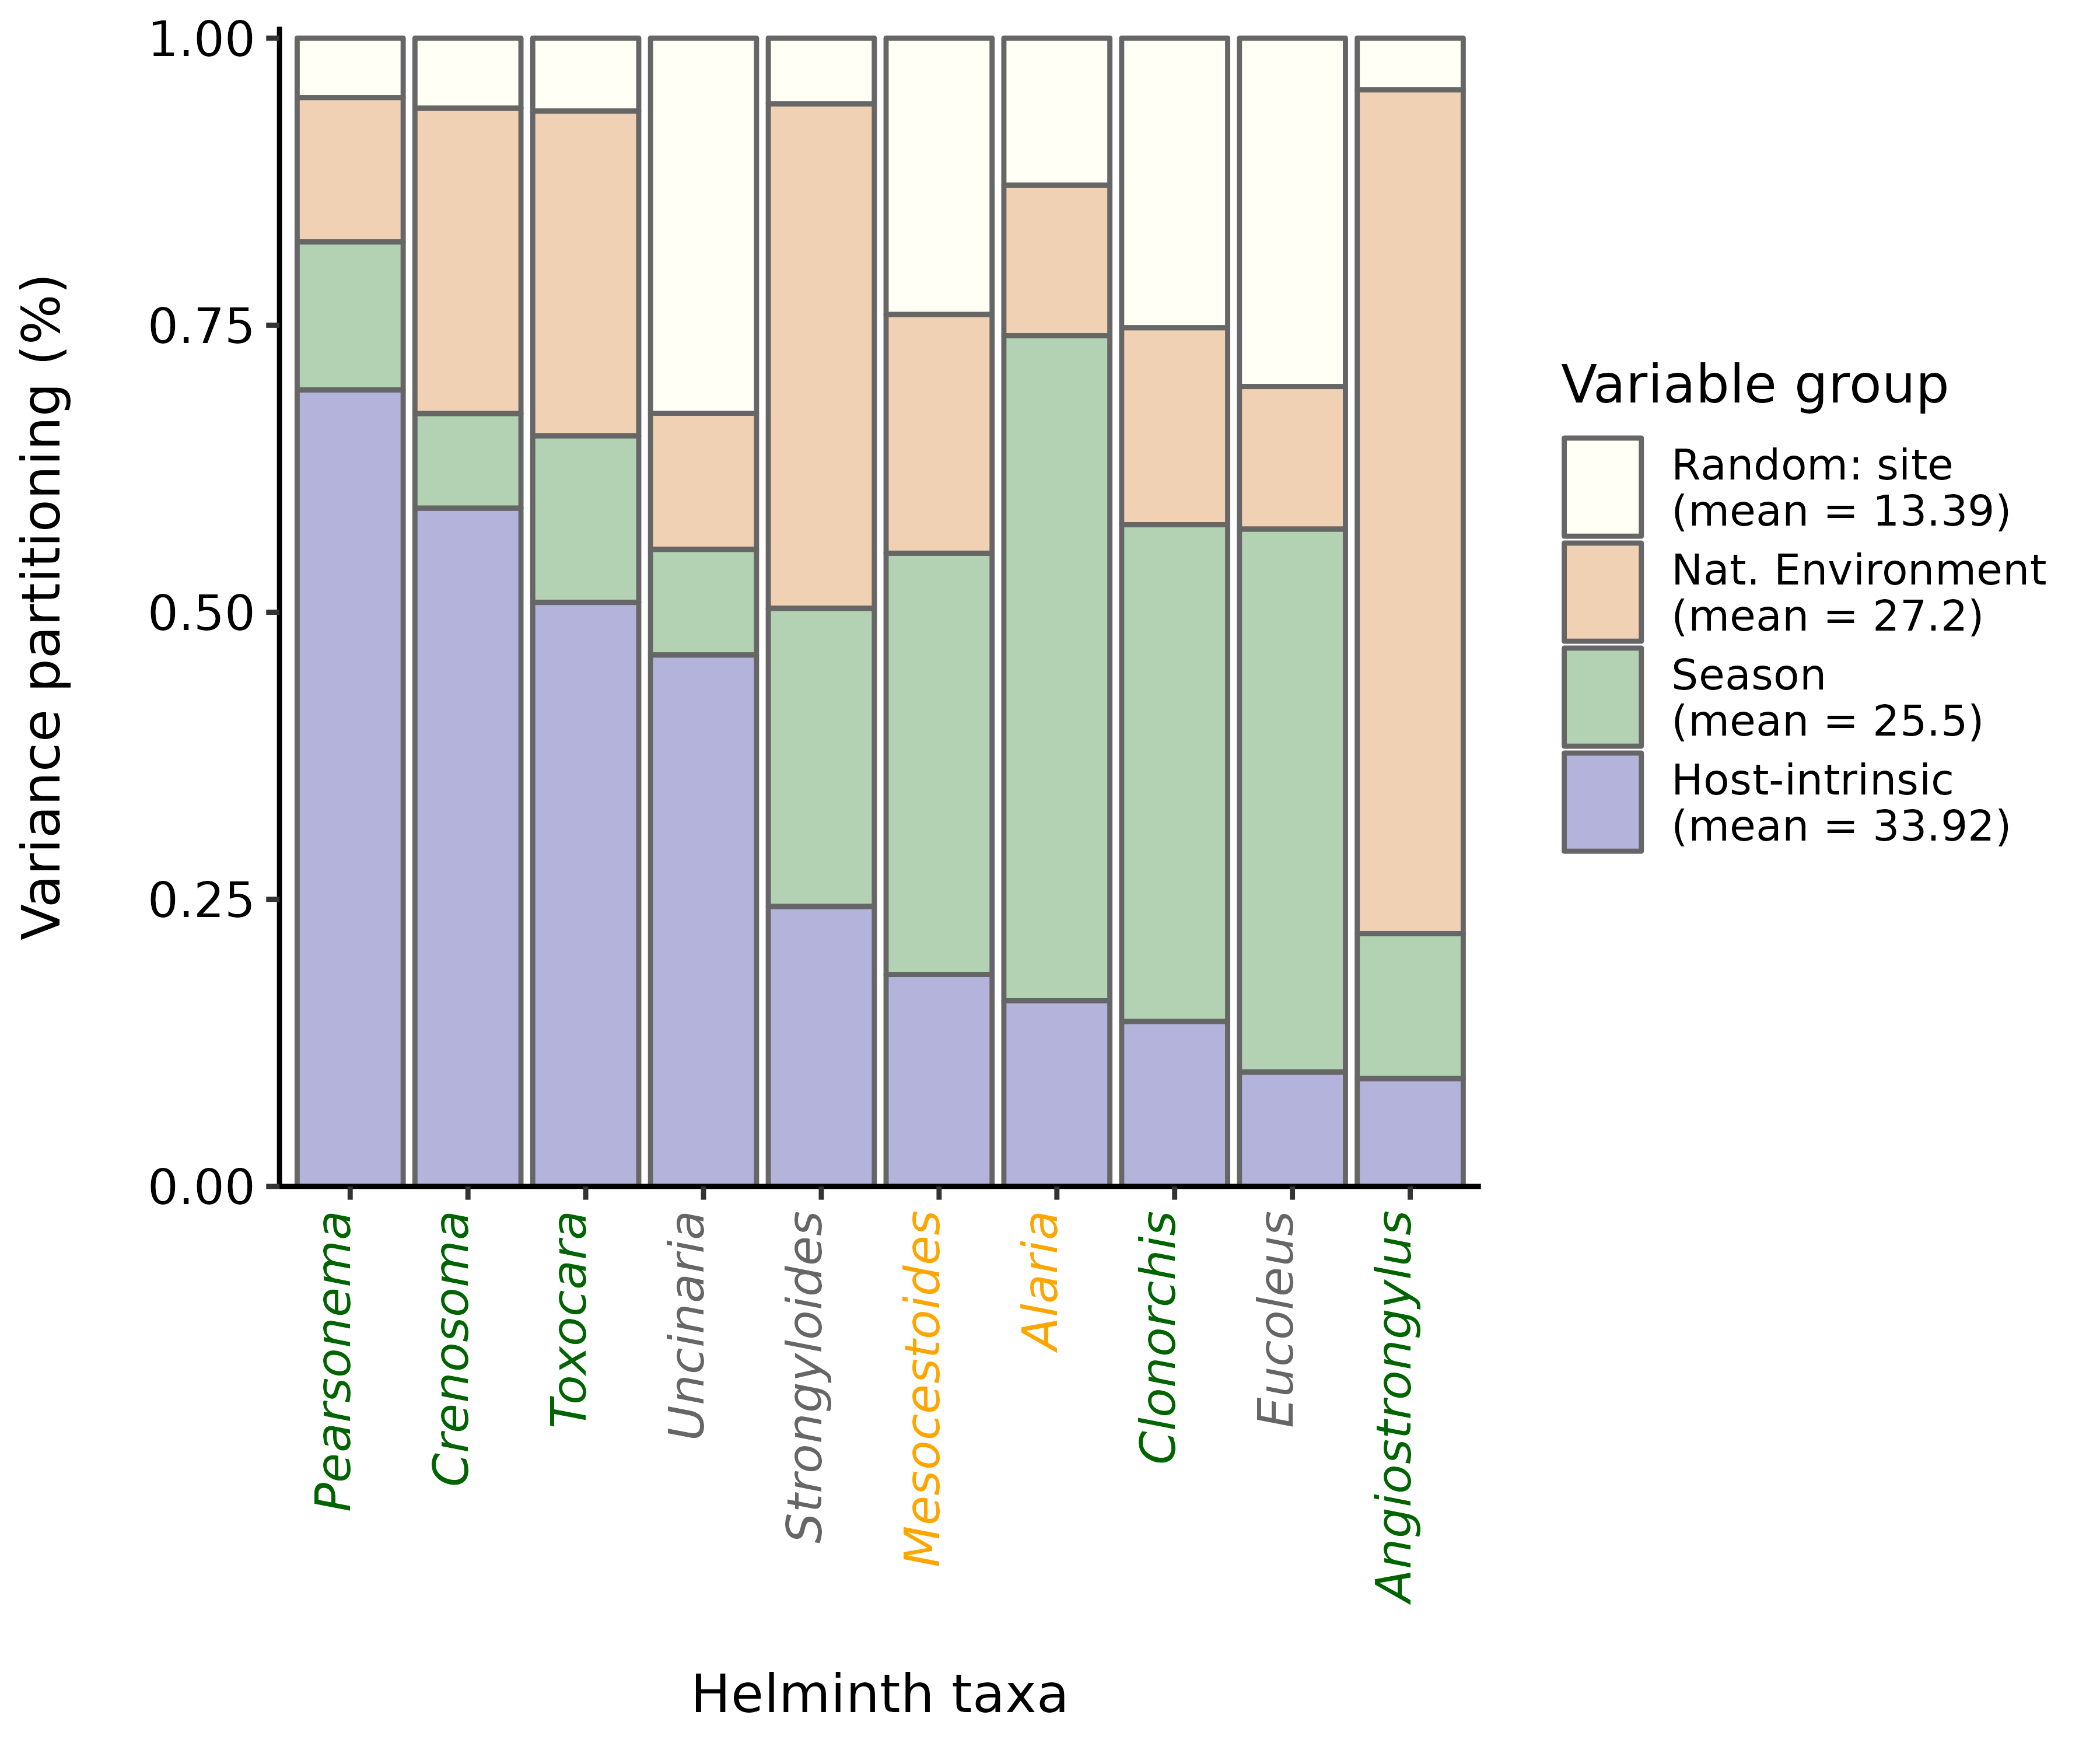 1.00
0.75
0.50
0.25
0.00
Variance partitioning (%)
Pearsonema
Crenosoma
Toxocara
Uncinaria
Strongyloides
Mesocestoides
Alaria
Clonorchis
Eucoleus
Angiostrongylus
Helminth taxa
Variable group
Random: site
(mean = 13.39)
Nat. Environment
(mean = 27.2)
Season
(mean = 25.5)
Host-intrinsic
(mean = 33.92)